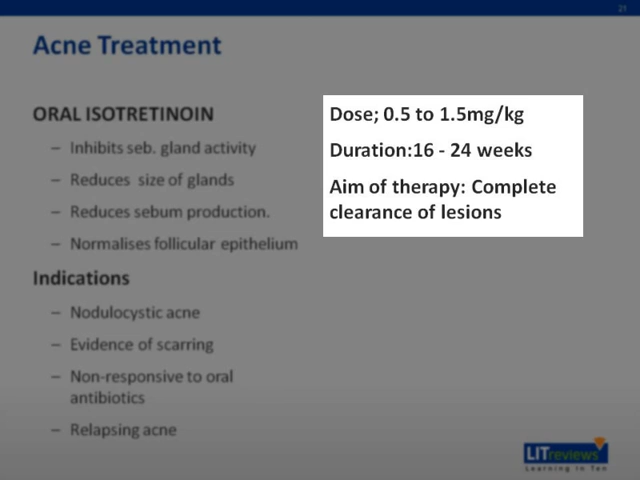 21
Acne Treatment
ORAL ISOTRETINOIN
– Inhibits seb. gland activity
– Reduces size of glands
– Reduces sebum production.
– Normalises follicular epithelium
Indications
– Nodulocystic acne
– Evidence of scarring
– Non-responsive to oral
antibiotics
– Relapsing acne
Dose; 0.5 to 1.5mg/kg
Duration:16 - 24 weeks
Aim of therapy: Complete
clearance of lesions
LITreviews
Learning in Ten